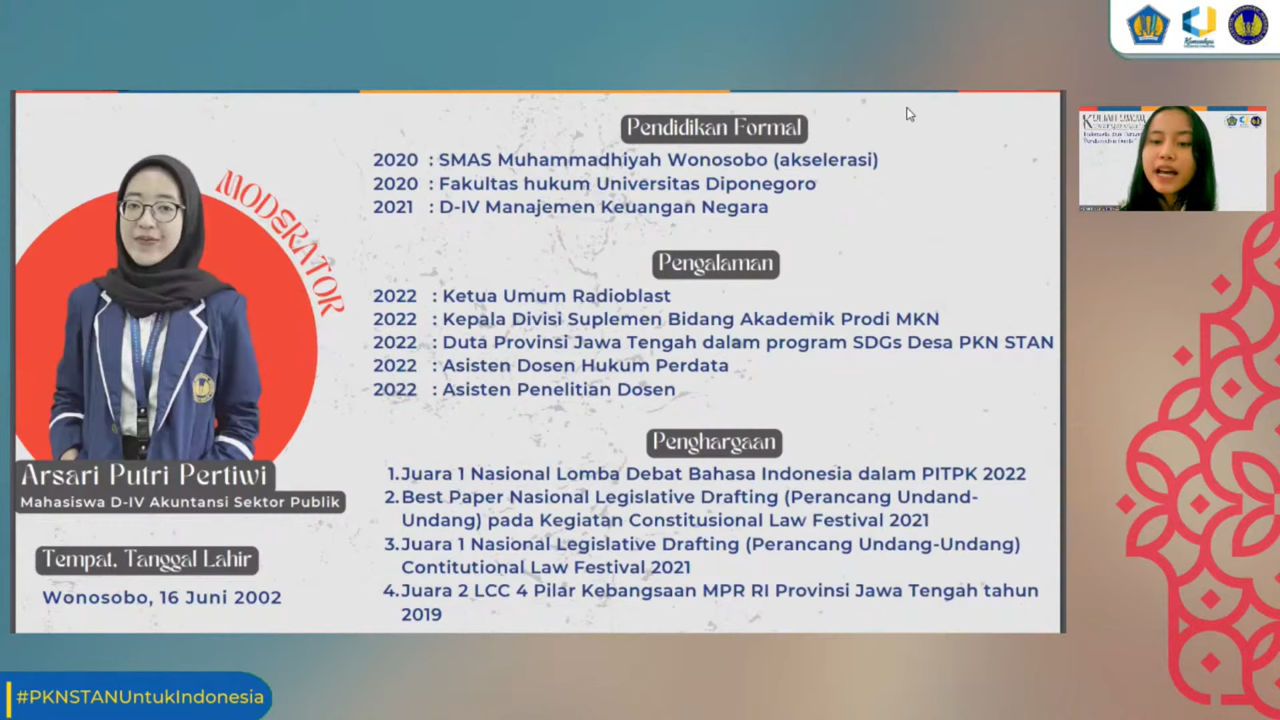 Pendidikan Formal
2020 : SMAS Muhammadhiyah Wonosobo (akselerasi)
2020 : Fakultas hukum Universitas Diponegoro
2021 : D-IV Manajemen Keuangan Negara
MODERATOR
Pengalaman
2022 : Ketua Umum Radioblast
2022 : Kepala Divisi Suplemen Bidang Akademik Prodi MKN
2022 : Duta Provinsi Jawa Tengah dalam program SDGs Desa PKN STAN
2022 : Asisten Dosen Hukum Perdata
2022 : Asisten Penelitian Dosen
Penghargaan
1. Juara 1 Nasional Lomba Debat Bahasa Indonesia dalam PITPK 2022
2. Best Paper Nasional Legislative Drafting (Perancang Undand-
Undang) pada Kegiatan Constitusional Law Festival 2021
3. Juara 1 Nasional Legislative Drafting (Perancang Undang-Undang)
Contitutional Law Festival 2021
4. Juara 2 LCC 4 Pilar Kebangsaan MPR RI Provinsi Jawa Tengah tahun
2019
Arsari Putri Pertiwi
Mahasiswa D-IV Akuntansi Sektor Publik
Tempat, Tanggal Lahir
Wonosobo, 16 Juni 2002
#PKNSTANUntukIndonesia